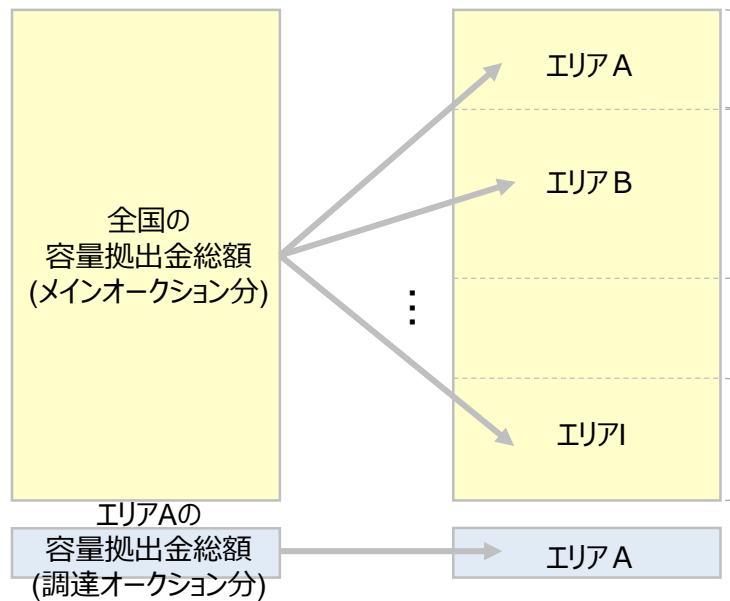 全国の
容量拠出金総額
(メインオークション分)
エリアA
エリアB
⋮
エリアI
エリアAの
容量拠出金総額
(調達オークション分)
エリアA